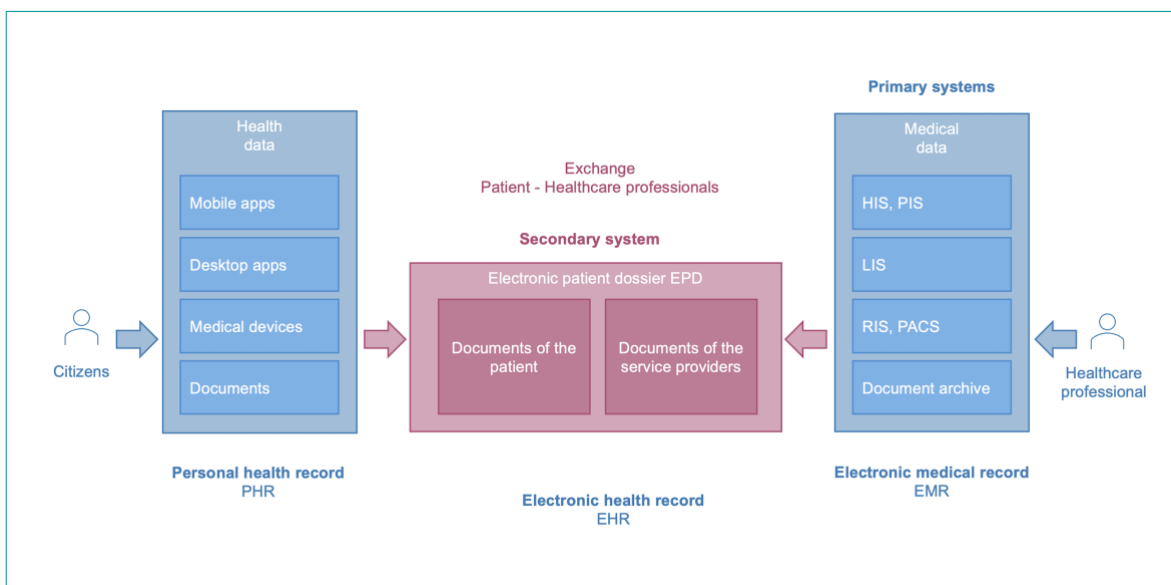 Primary systems
Health
data
Mobile apps
Desktop apps
Medical devices
Documents
Citizens
Personal health record
PHR
Exchange
Patient - Healthcare professionals
Secondary system
Electronic patient dossier EPD
Documents of the
patient
Documents of the
service providers
Electronic health record
EHR
Medical
data
HIS, PIS
LIS
RIS, PACS
Document archive
Healthcare
professional
Electronic medical record
EMR